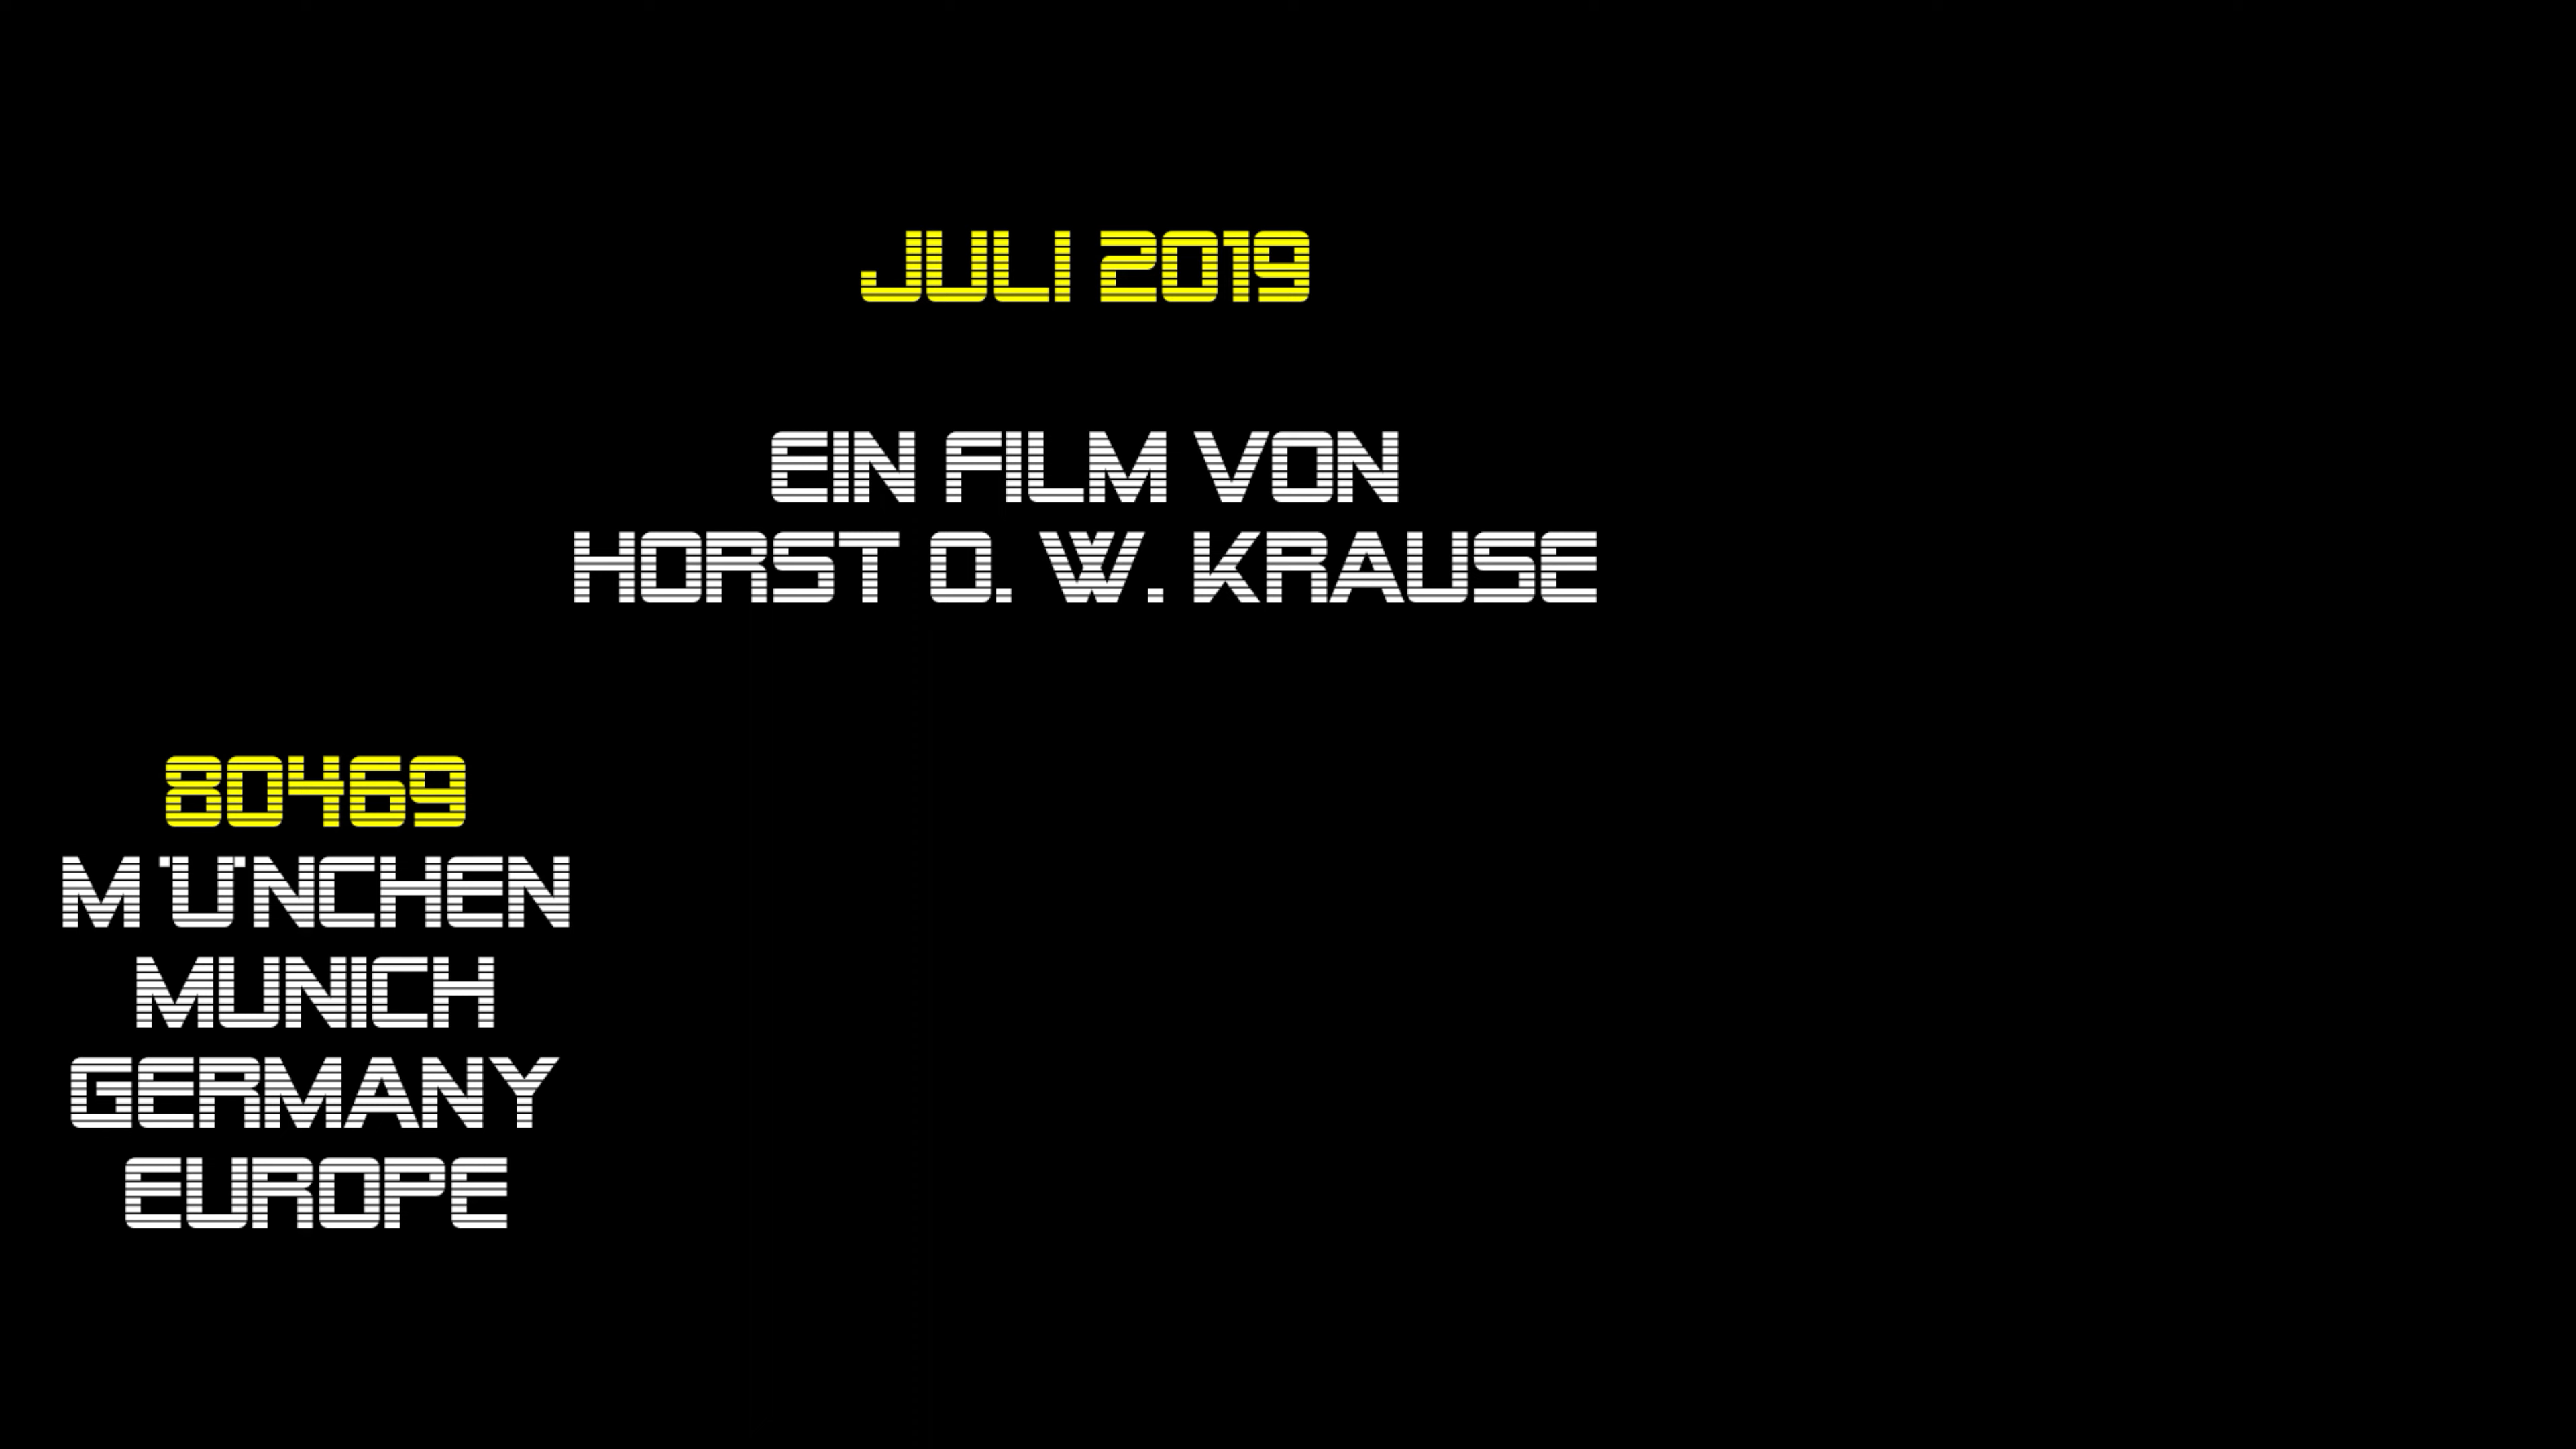 JULI 2019
EIN FILM VON
HORST O. W. KRAUSE
80469
M¨U¨NCHEN
MUNICH
GERMANY
EUROPE